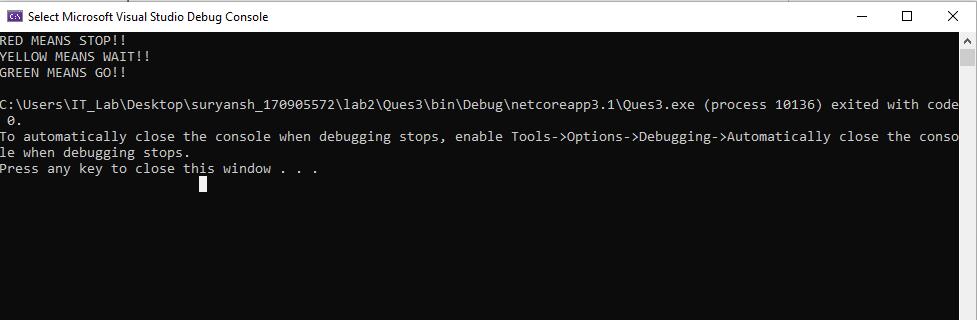 Select Microsoft Visual Studio Debug Console
RED MEANS STOP!!
YELLOW MEANS WAIT!!
GREEN MEANS GO!!
C:\Users\IT_Lab\Desktop\suryansh_170905572\lab2\Ques3\bin\Debug\netcoreapp3.1\Ques3.exe (process 10136) exited with code
 0.
To automatically close the console when debugging stops, enable Tools->Options->Debugging->Automatically close the conso
le when debugging stops.
Press any key to close this window . . .